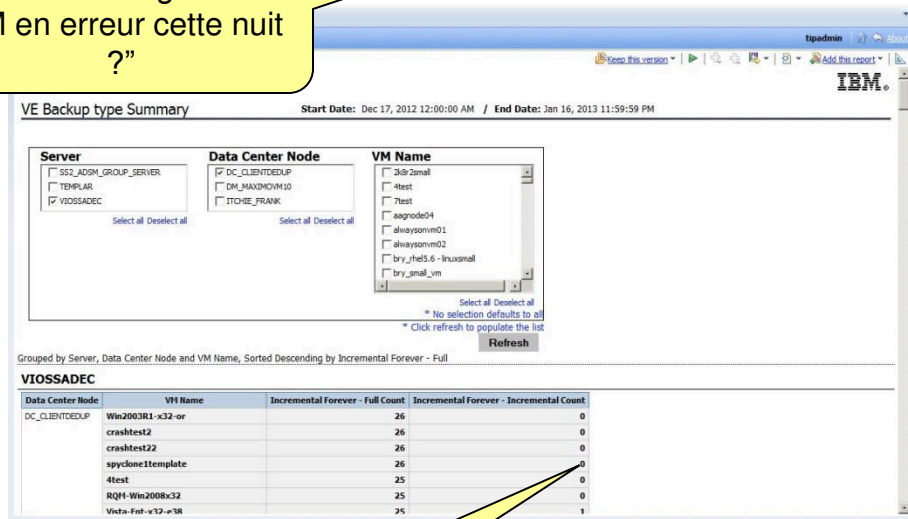 M en erreur cette nuit
?"
tipadmin About
Keep this version Add this report
IBM.
VE Backup type Summary Start Date: Dec 17, 2012 12:00:00 AM / End Date: Jan 16, 2013 11:59:59 PM
Server Data Center Node VM Name
SS2_ADSM_GROUP_SERVER DC_CLIENTDEDUP 2k8r2small
TEMPLAR DM_MAXIMOVM10 4test
VIOSSADEC ITCHIE_FRANK 7test
aagnode04
Select all Deselect all Select all Deselect all
alwaysonvm01
alwaysonvm02
bry_rhel5.6 - linuxsmall
bry_small_vm
Select all Deselect all
* No selection defaults to all
* Click refresh to populate the list
Refresh
Grouped by Server, Data Center Node and VM Name, Sorted Descending by Incremental Forever - Full
VIOSSADEC
Data Center Node VM Name Incremental Forever - Full Count Incremental Forever - Incremental Count
DC_CLIENTDEDUP Win2003R1-x32-or 26 0
crashtest2 26 0
crashtest22 26 0
spyclone1template 26 0
4test 25 0
RQM-Win2008x32 25 0
Vista-Ent-x32-e38 25 1